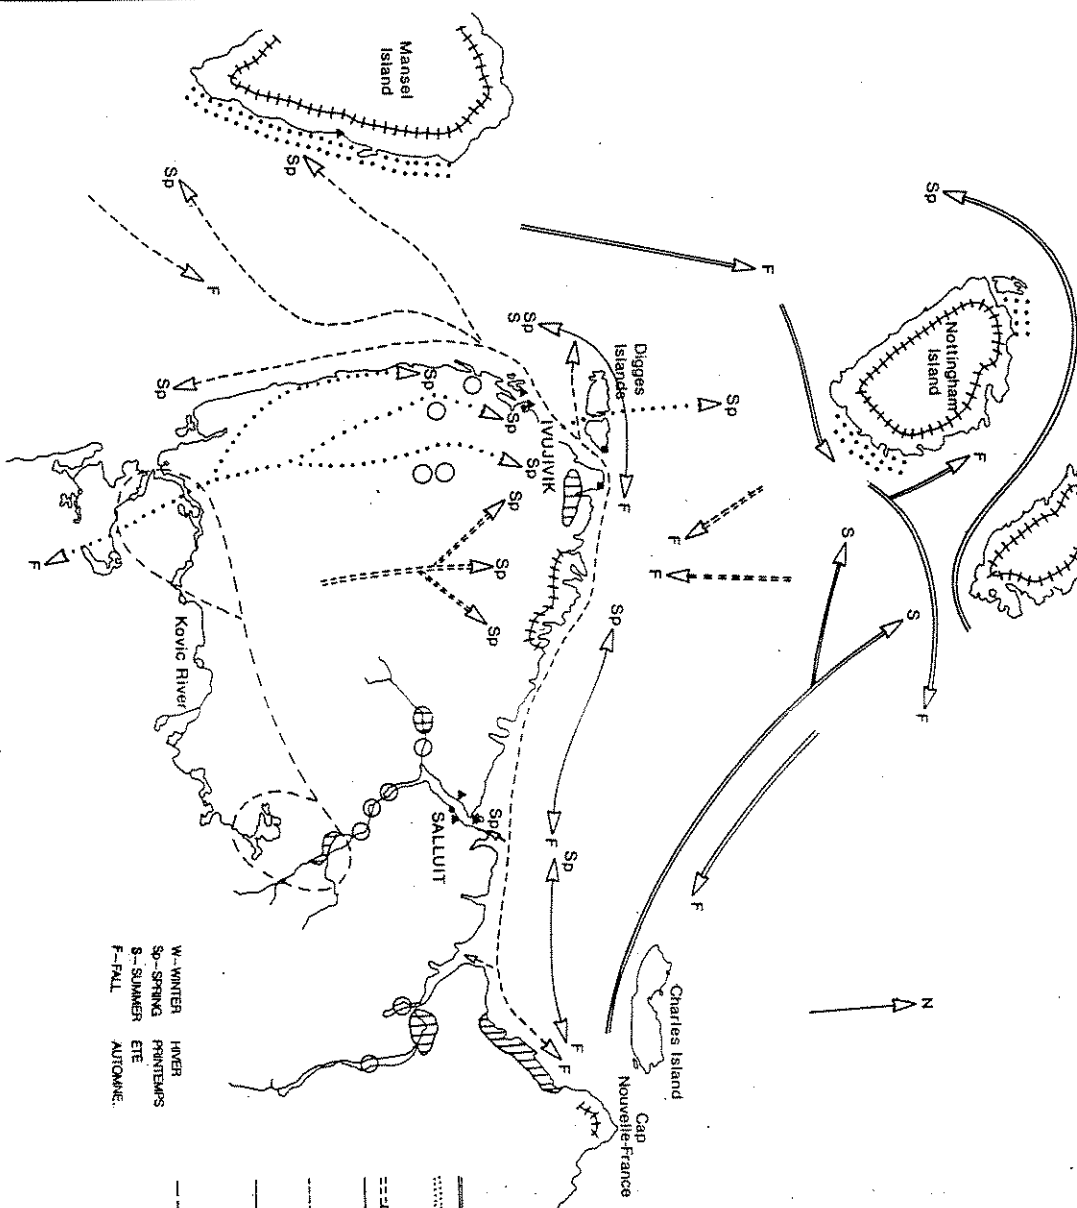 Sp
Nottingham
Island
F
S
F
N
S
F
Sp
F
Charles Island
F
F
Cap
Nouvelle-France
Digges
Islands
F
Sp
F
Sp
F
F
IVUJIVIK
Sp
S
Sp
Sp
Sp
Sp
Sp
Sp
SALLUIT
Sp
Mansel
Island
Sp
F
Sp
Sp
Kovic River
F
W–WINTER HIVER
Sp–SPRING PRINTEMPS
S–SUMMER ETE
F–FALL AUTOMNE